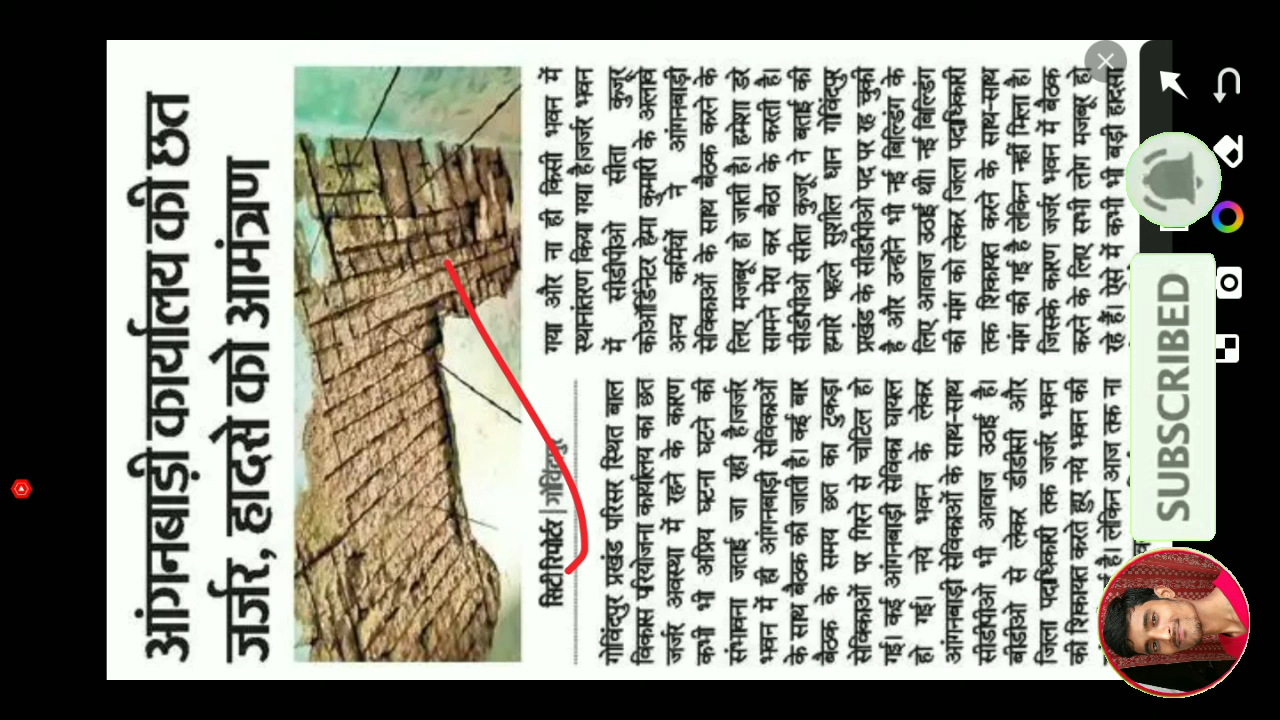 आंगनबाड़ी कार्यालय की छत
जर्जर, हादसे को आमंत्रण
सिटी रिपोर्टर | गोविंदपुर
गोविंदपुर प्रखंड परिसर स्थित बाल
विकास परियोजना कार्यालय का छत
जर्जर अवस्था में रहने के कारण
कभी भी अप्रिय घटना घटने की
संभावना जताई जा रही है।जर्जर
भवन में ही आंगनबाड़ी सेविकाओं
के साथ बैठक की जाती है। कई बार
बैठक के समय छत का टुकड़ा
सेविकाओं पर गिरने से चोटिल हो
गई। कई आंगनबाड़ी सेविका घायल
हो गई। नये भवन के लेकर
आंगनबाड़ी सेविकाओं के साथ-साथ
सीडीपीओ भी आवाज उठाई है।
बीडीओ से लेकर डीडीसी और
जिला पदाधिकारी तक जर्जर भवन
की शिकायत करते हुए नये भवन की
है। लेकिन आज तक ना
गया और ना ही किसी भवन में
स्थानांतरण किया गया है।जर्जर भवन
में सीडीपीओ सीता कुजूर
कोऑर्डिनेटर हेमा कुमारी के अलावे
अन्य कर्मियों ने आंगनबाड़ी
सेविकाओं के साथ बैठक करने के
लिए मजबूर हो जाती है। हमेशा डरे
सामने मेरा कर बैठा के करती है।
सीडीपीओ सीता कुजूर ने बताई की
हमारे पहले सुशील धान गोविंदपुर
प्रखंड के सीडीपीओ पद पर रह चुकी
है और उन्होंने भी नई बिल्डिंग के
लिए आवाज उठाई थी। नई बिल्डिंग
की मांग को लेकर जिला पदाधिकारी
तक शिकायत करने के साथ-साथ
मांग की गई है लेकिन नहीं मिला है।
जिसके कारण जर्जर भवन में बैठक
करने के लिए सभी लोग मजबूर हो
रहे हैं। ऐसे में कभी भी बड़ी हादसा
SUBSCRIBED